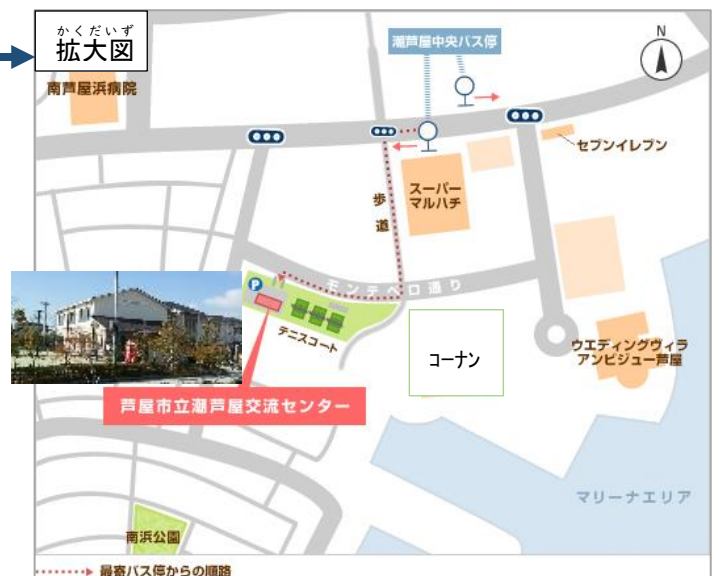 かくだいず
拡大図
南芦屋浜病院
潮芦屋中央バス停
N
セブンイレブン
スーパー
マルハチ
歩道
モンテベロ通り
P
テニスコート
コーナン
ウエディングヴィラ
アンビジュー芦屋
芦屋市立潮芦屋交流センター
マリーナエリア
南浜公園
最寄バス停からの順路